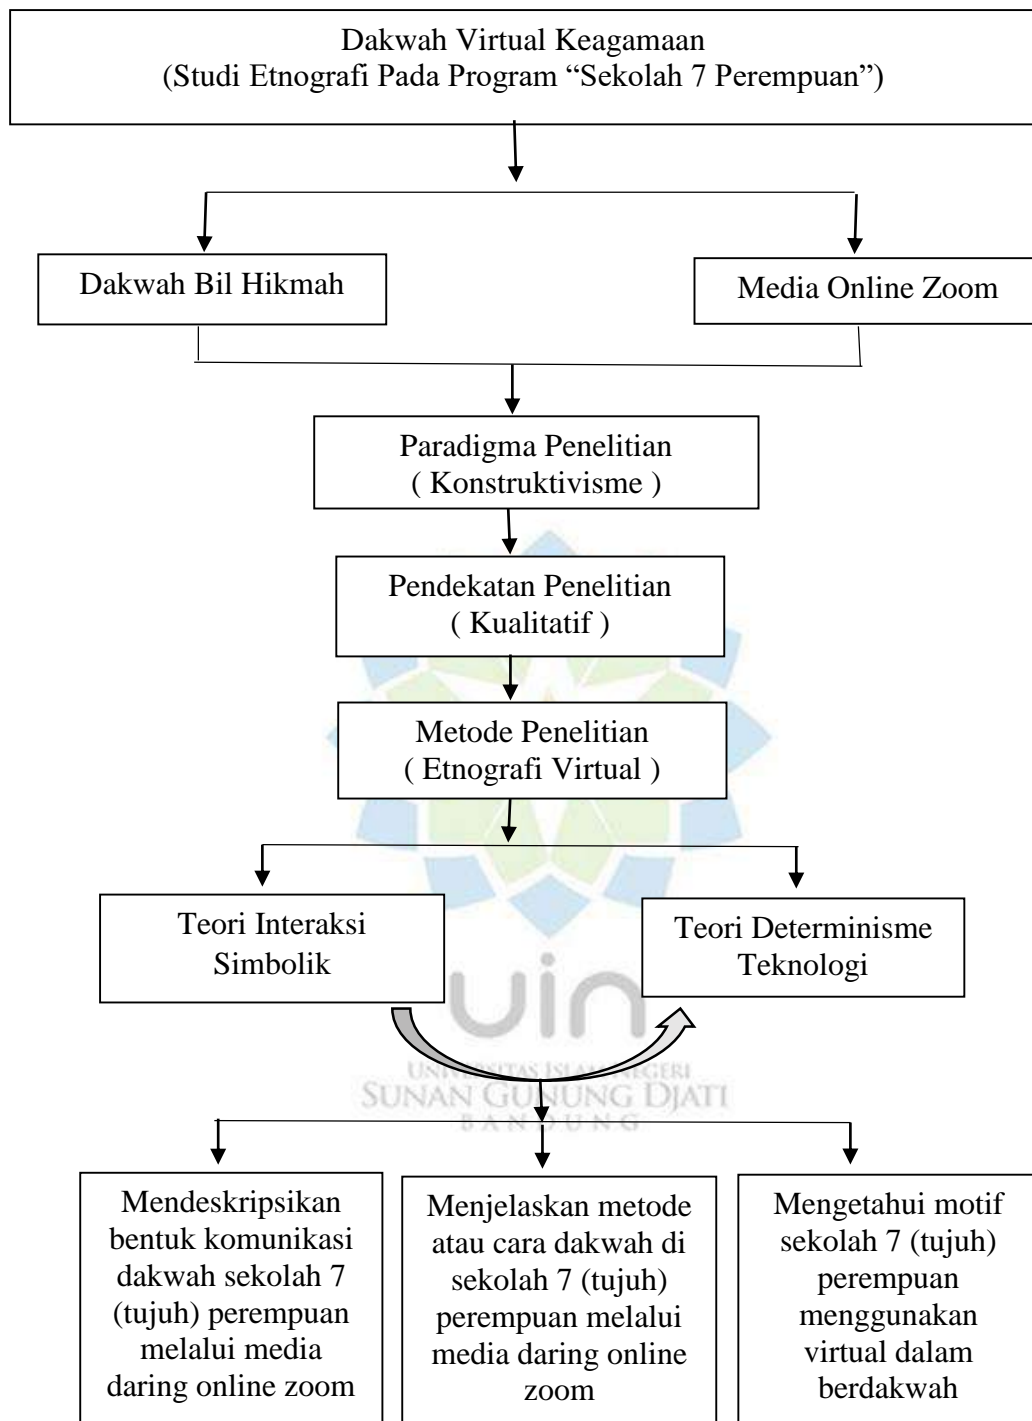 Dakwah Virtual Keagamaan
(Studi Etnografi Pada Program “Sekolah 7 Perempuan”)
Dakwah Bil Hikmah
Media Online Zoom
Paradigma Penelitian
( Konstruktivisme )
Pendekatan Penelitian
( Kualitatif )
Metode Penelitian
( Etnografi Virtual )
Teori Interaksi
Simbolik
Teori Determinisme
Teknologi
uin
UNIVERSITAS ISLAM NEGERI
SUNAN GUNUNG DJATI
BANDUNG
Mendeskripsikan
bentuk komunikasi
dakwah sekolah 7
(tujuh) perempuan
melalui media
daring online zoom
Menjelaskan metode
atau cara dakwah di
sekolah 7 (tujuh)
perempuan melalui
media daring online
zoom
Mengetahui motif
sekolah 7 (tujuh)
perempuan
menggunakan
virtual dalam
berdakwah